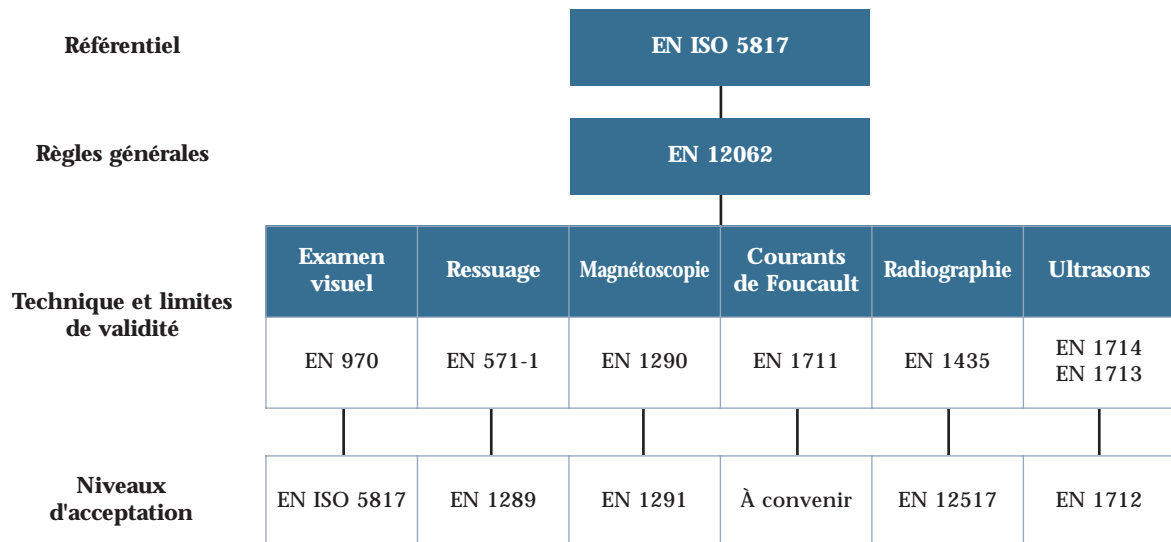 Référentiel
EN ISO 5817
Règles générales
EN 12062
Technique et limites
de validité
Examen
visuel
Ressuage
Magnétoscopie
Courants
de Foucault
Radiographie
Ultrasons
EN 970
EN 571-1
EN 1290
EN 1711
EN 1435
EN 1714
EN 1713
Niveaux
d'acceptation
EN ISO 5817
EN 1289
EN 1291
À convenir
EN 12517
EN 1712